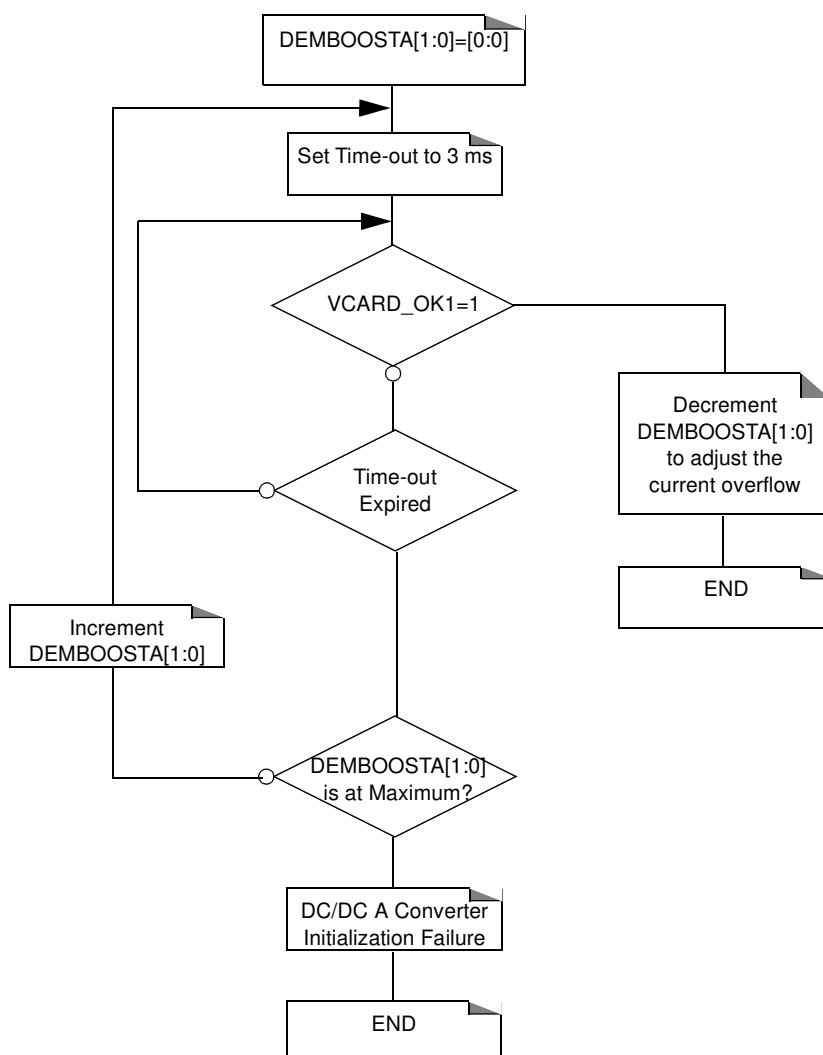 DEMBOOSTA[1:0]=[0:0]
Set Time-out to 3 ms
VCARD_OK1=1
Decrement
DEMBOOSTA[1:0]
to adjust the
current overflow
END
Time-out
Expired
Increment
DEMBOOSTA[1:0]
DEMBOOSTA[1:0]
is at Maximum?
DC/DC A Converter
Initialization Failure
END